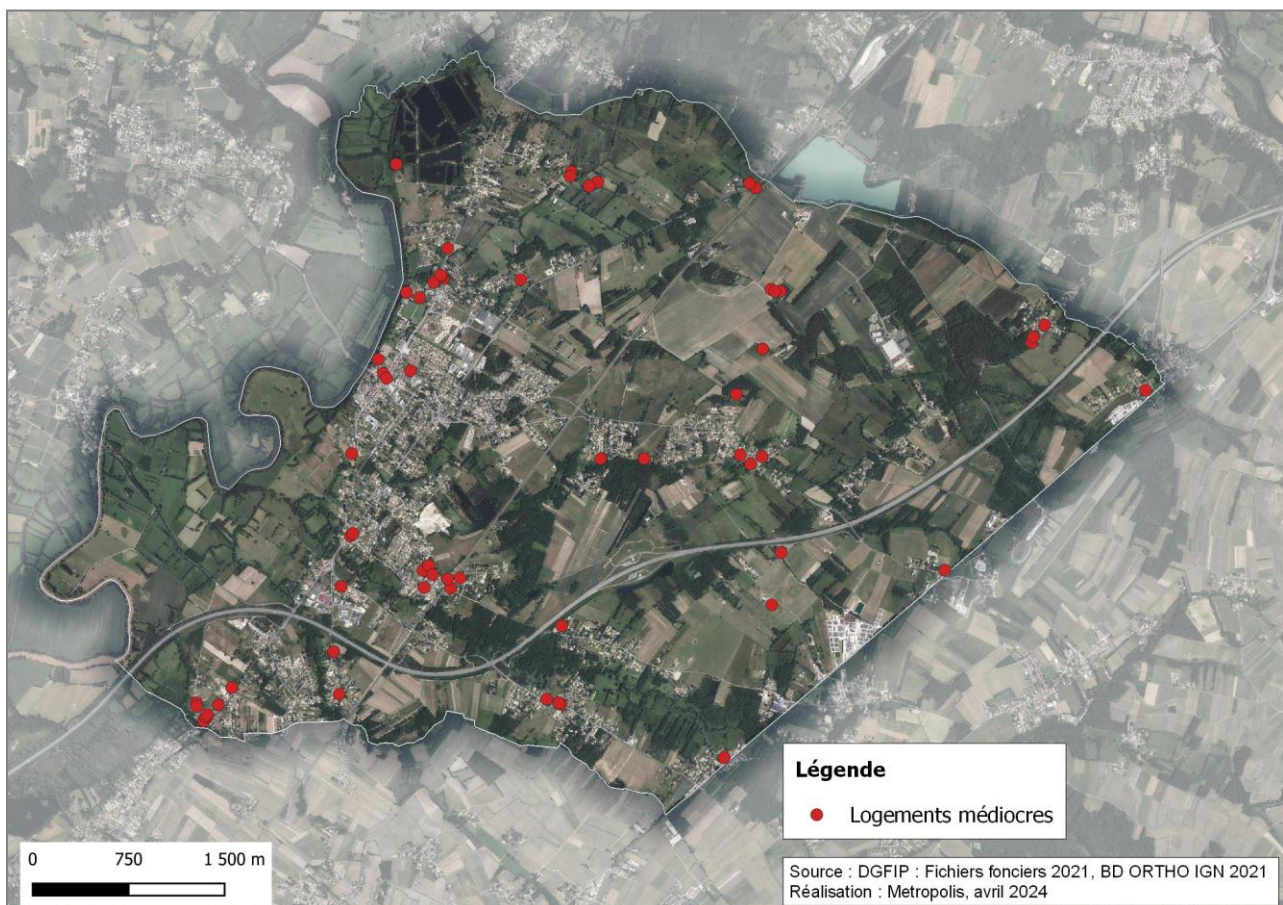 Légende
Logements médiocres
0 750 1 500 m
Source : DGFIP : Fichiers fonciers 2021, BD ORTHO IGN 2021
Réalisation : Metropolis, avril 2024